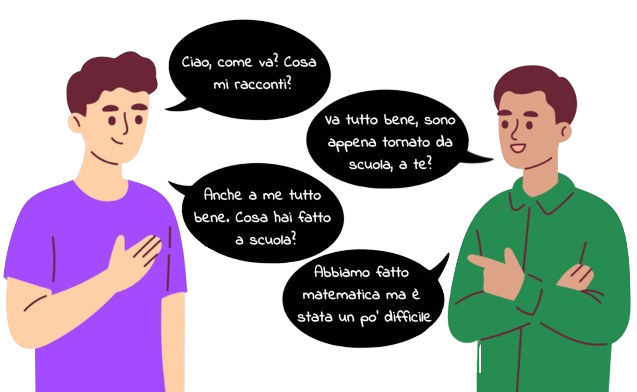 Ciao, come va? Cosa
mi racconti?
Va tutto bene, sono
appena tornato da
scuola, a te?
Anche a me tutto
bene. Cosa hai fatto
a scuola?
Abbiamo fatto
matematica ma è
stata un po' difficile